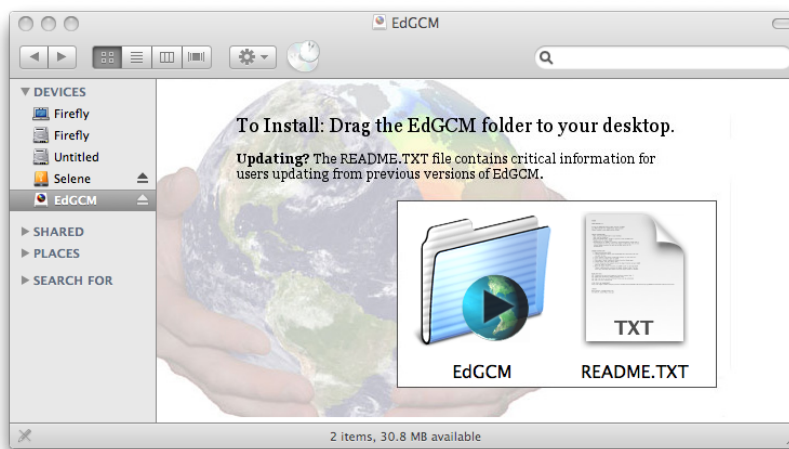 EdGCM
DEVICES
Firefly
Firefly
Untitled
Selene
EdGCM
SHARED
PLACES
SEARCH FOR
To Install: Drag the EdGCM folder to your desktop.
Updating? The README.TXT file contains critical information for
users updating from previous versions of EdGCM.
TXT
EdGCM README.TXT
2 items, 30.8 MB available